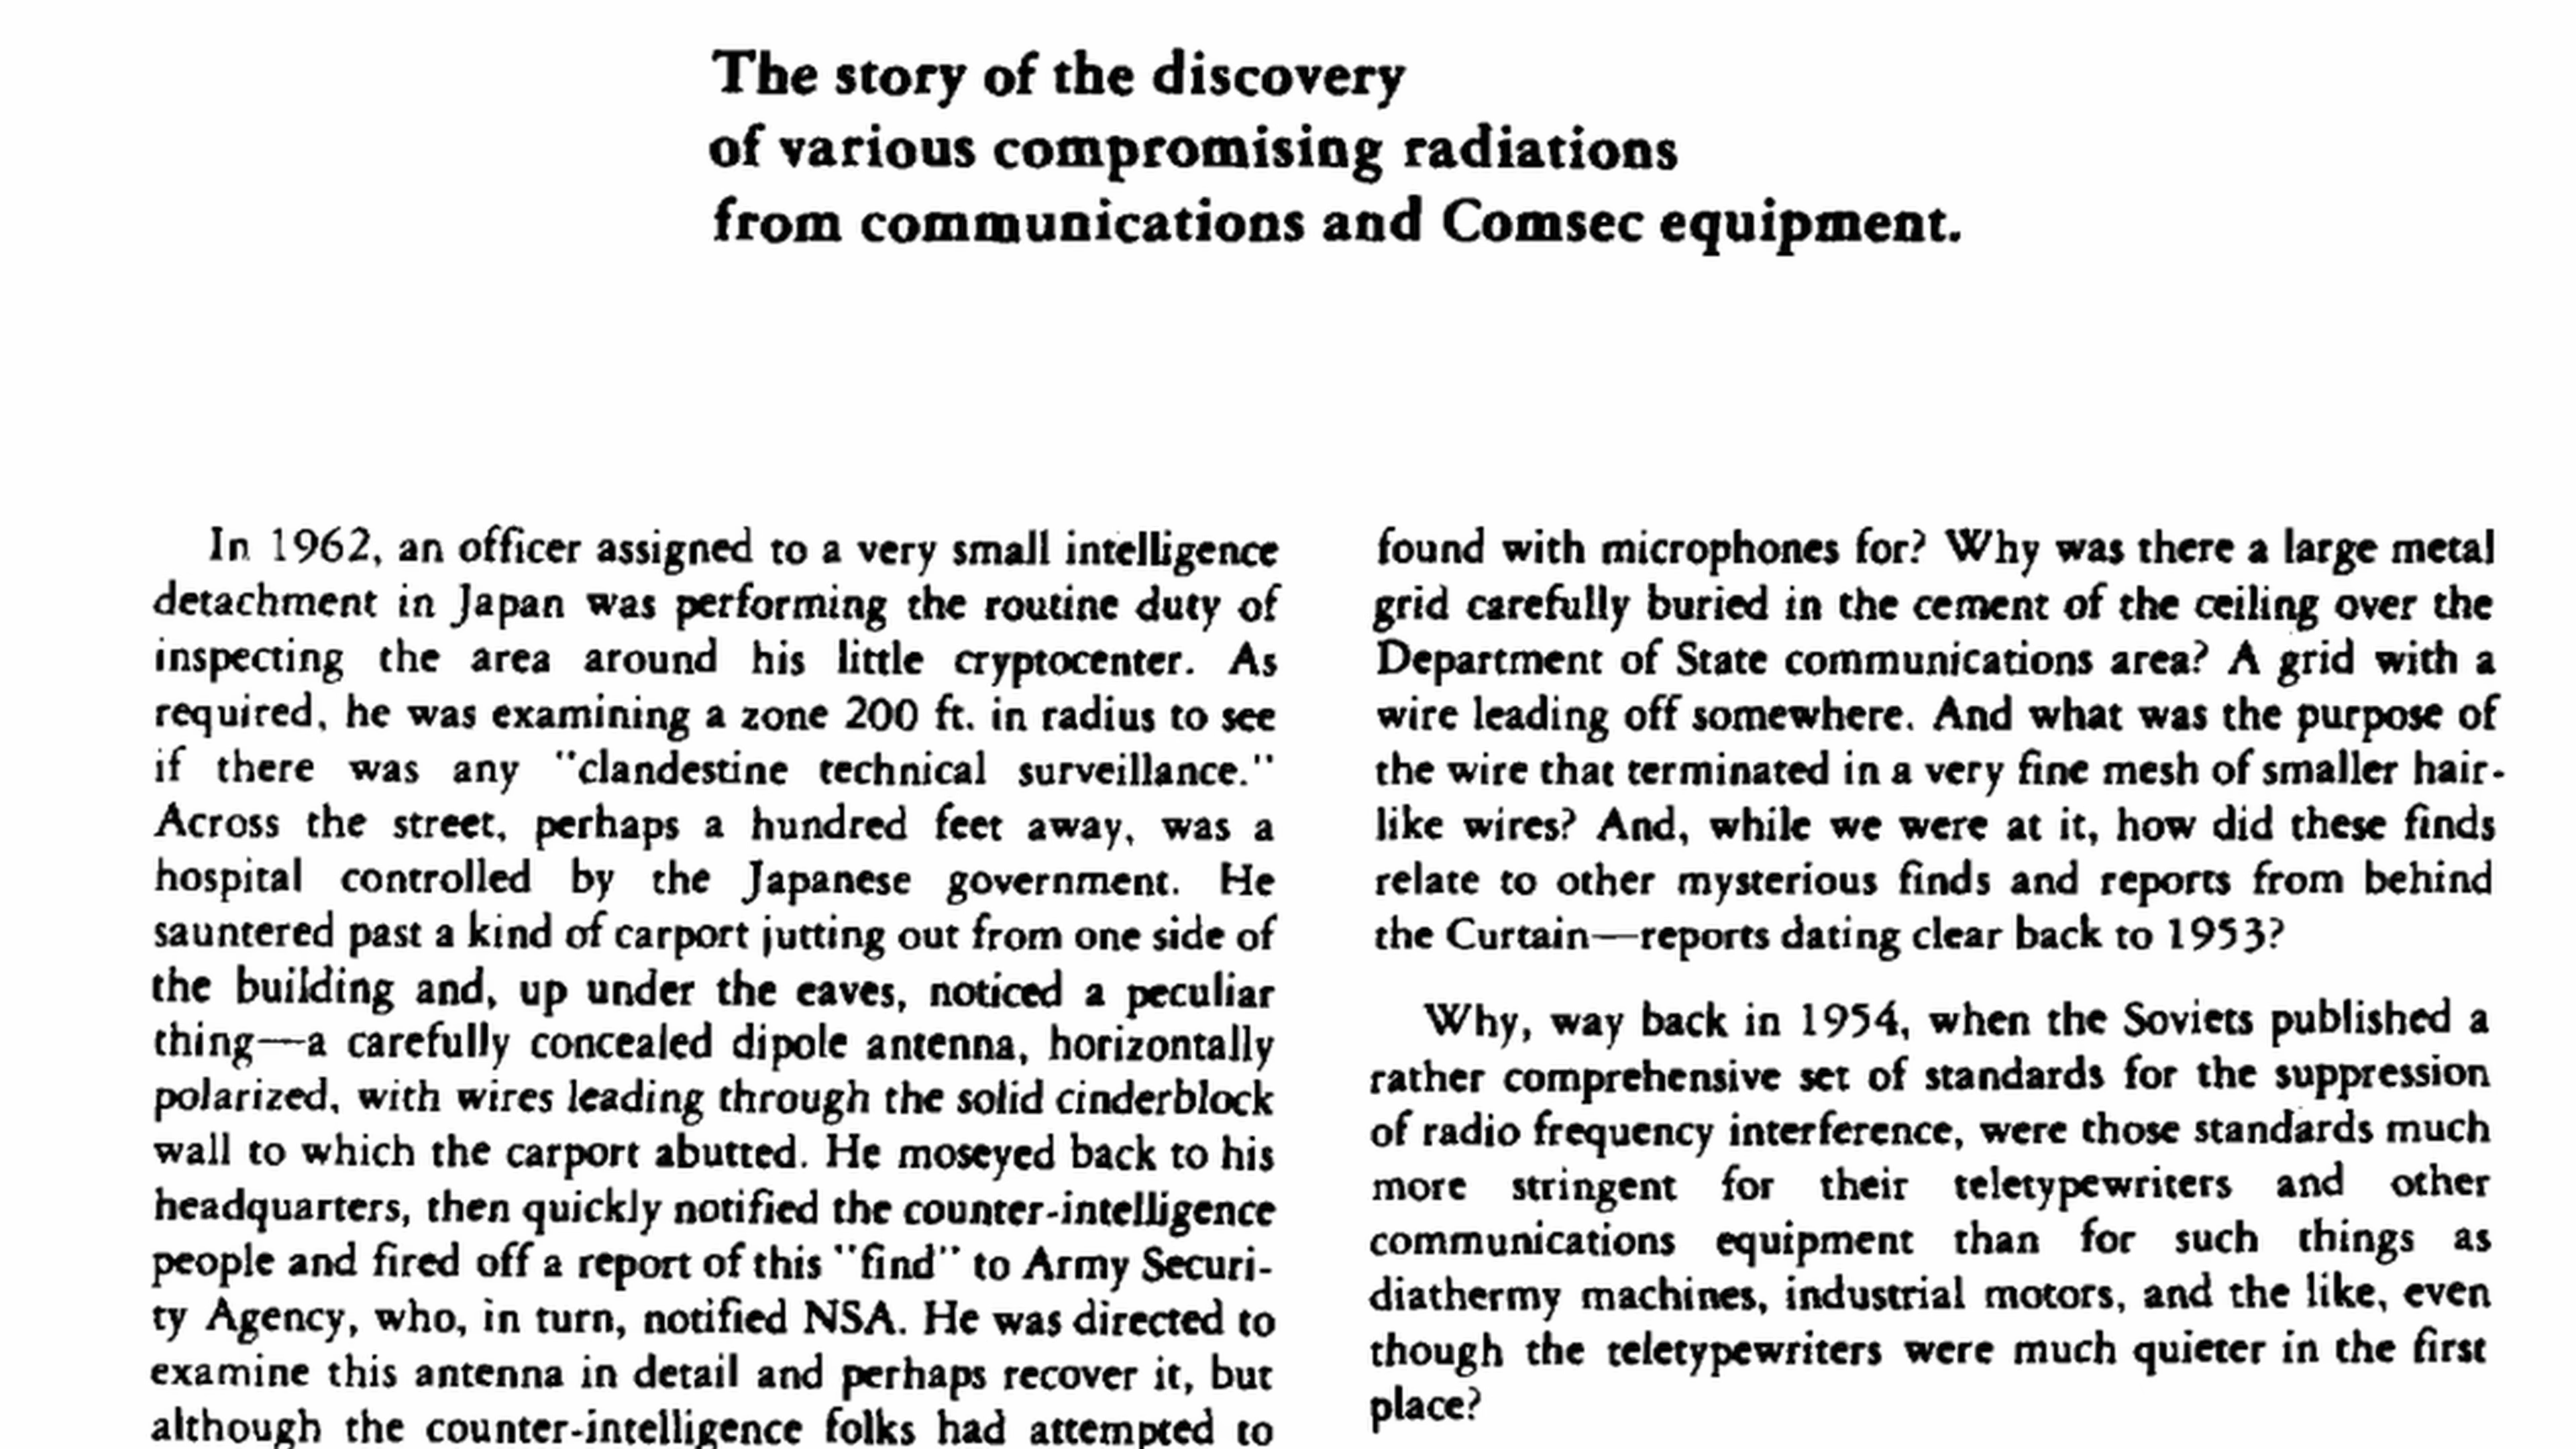 The story of the discovery
of various compromising radiations
from communications and Comsec equipment.
In 1962, an officer assigned to a very small intelligence
detachment in Japan was performing the routine duty of
inspecting the area around his little cryptocenter. As
required, he was examining a zone 200 ft. in radius to see
if there was any "clandestine technical surveillance."
Across the street, perhaps a hundred feet away, was a
hospital controlled by the Japanese government. He
sauntered past a kind of carport jutting out from one side of
the building and, up under the eaves, noticed a peculiar
thing—a carefully concealed dipole antenna, horizontally
polarized, with wires leading through the solid cinderblock
wall to which the carport abutted. He moseyed back to his
headquarters, then quickly notified the counter-intelligence
people and fired off a report of this "find" to Army Securi-
ty Agency, who, in turn, notified NSA. He was directed to
examine this antenna in detail and perhaps recover it, but
although the counter-intelligence folks had attempted to
found with microphones for? Why was there a large metal
grid carefully buried in the cement of the ceiling over the
Department of State communications area? A grid with a
wire leading off somewhere. And what was the purpose of
the wire that terminated in a very fine mesh of smaller hair-
like wires? And, while we were at it, how did these finds
relate to other mysterious finds and reports from behind
the Curtain—reports dating clear back to 1953?
Why, way back in 1954, when the Soviets published a
rather comprehensive set of standards for the suppression
of radio frequency interference, were those standards much
more stringent for their teletypewriters and other
communications equipment than for such things as
diathermy machines, industrial motors, and the like, even
though the teletypewriters were much quieter in the first
place?